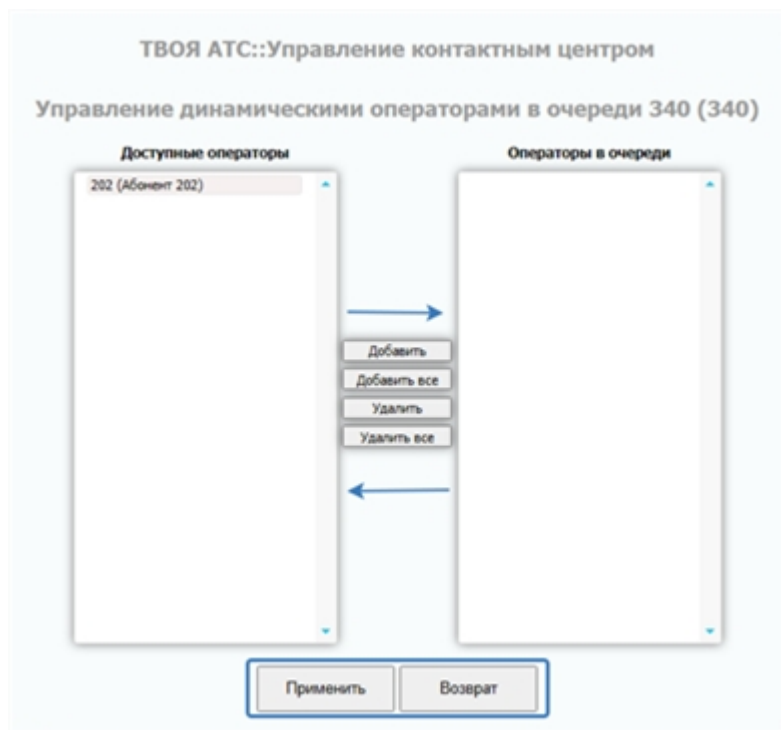 ТВОЯ АТС::Управление контактным центром
Управление динамическими операторами в очереди 340 (340)
Доступные операторы
Операторы в очереди
202 (Абонент 202)
Добавить
Добавить все
Удалить
Удалить все
Применить
Возврат